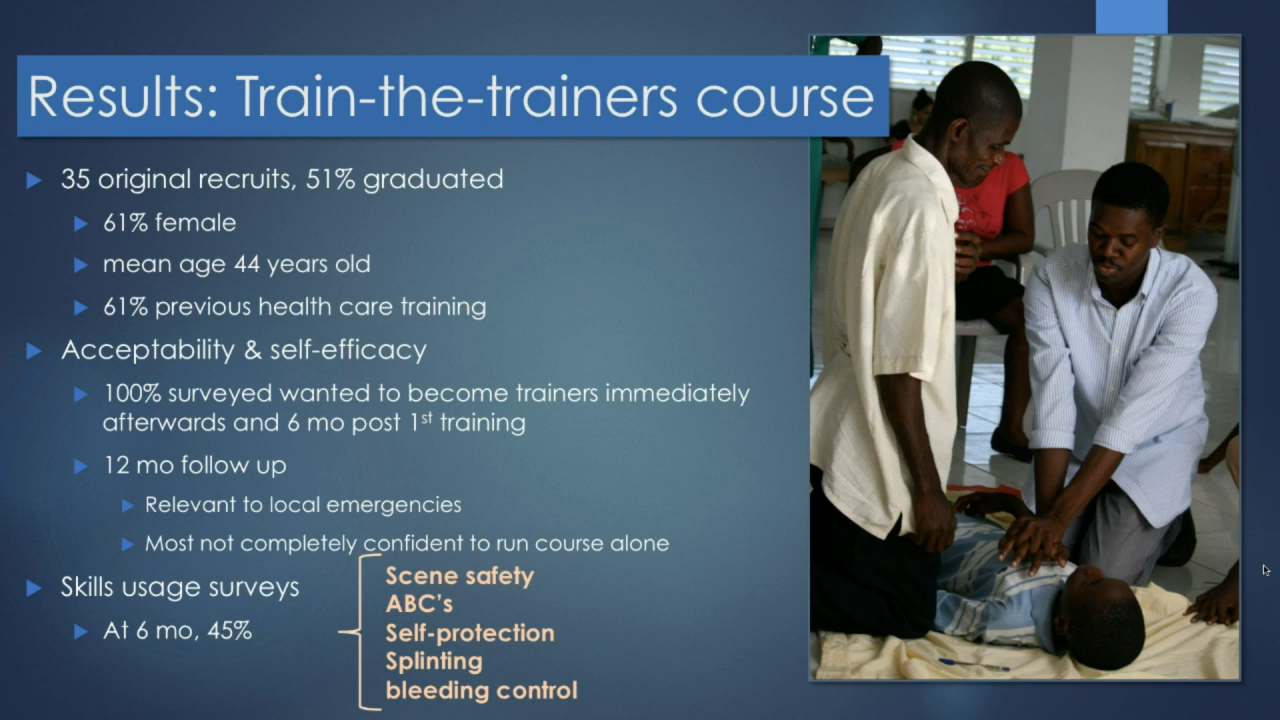 Results: Train-the-trainers course
35 original recruits, 51% graduated
61% female
mean age 44 years old
61% previous health care training
Acceptability & self-efficacy
100% surveyed wanted to become trainers immediately
afterwards and 6 mo post 1st training
12 mo follow up
Relevant to local emergencies
Most not completely confident to run course alone
Skills usage surveys
At 6 mo, 45%
Scene safety
ABC's
Self-protection
Splinting
bleeding control